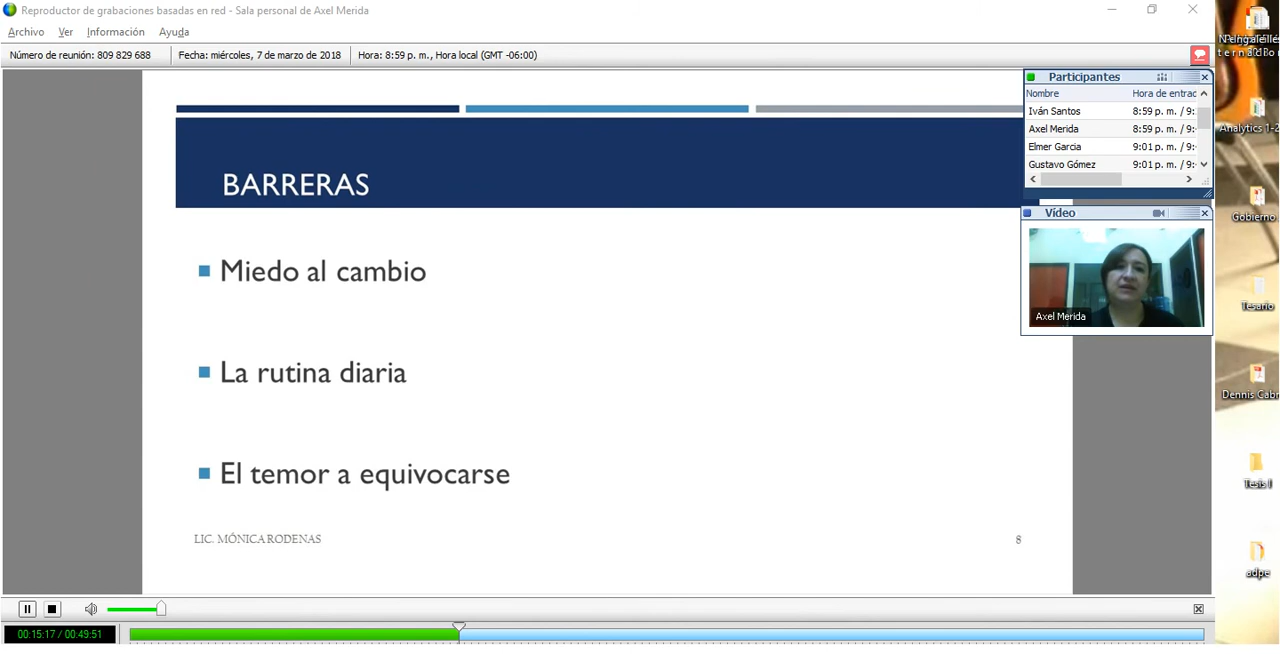 Reproductor de grabaciones basadas en red - Sala personal de Axel Merida
Archivo Ver Información Ayuda
Número de reunión: 809 829 688 Fecha: miércoles, 7 de marzo de 2018 Hora: 8:59 p. m., Hora local (GMT -06:00)
Participantes
Nombre Hora de entrac
Iván Santos 8:59 p. m. / 9:
Axel Merida 8:59 p. m. / 9:
Elmer Garcia 9:01 p. m. / 9:
Gustavo Gómez 9:01 p. m. / 9:
Vídeo
Axel Merida
BARRERAS
Miedo al cambio
La rutina diaria
El temor a equivocarse
LIC. MÓNICA RODENAS 8
00:15:17 / 00:49:51
Analytics 1-2
Gobierno
Tesario
Dennis Cabr
Tesis I
adpe